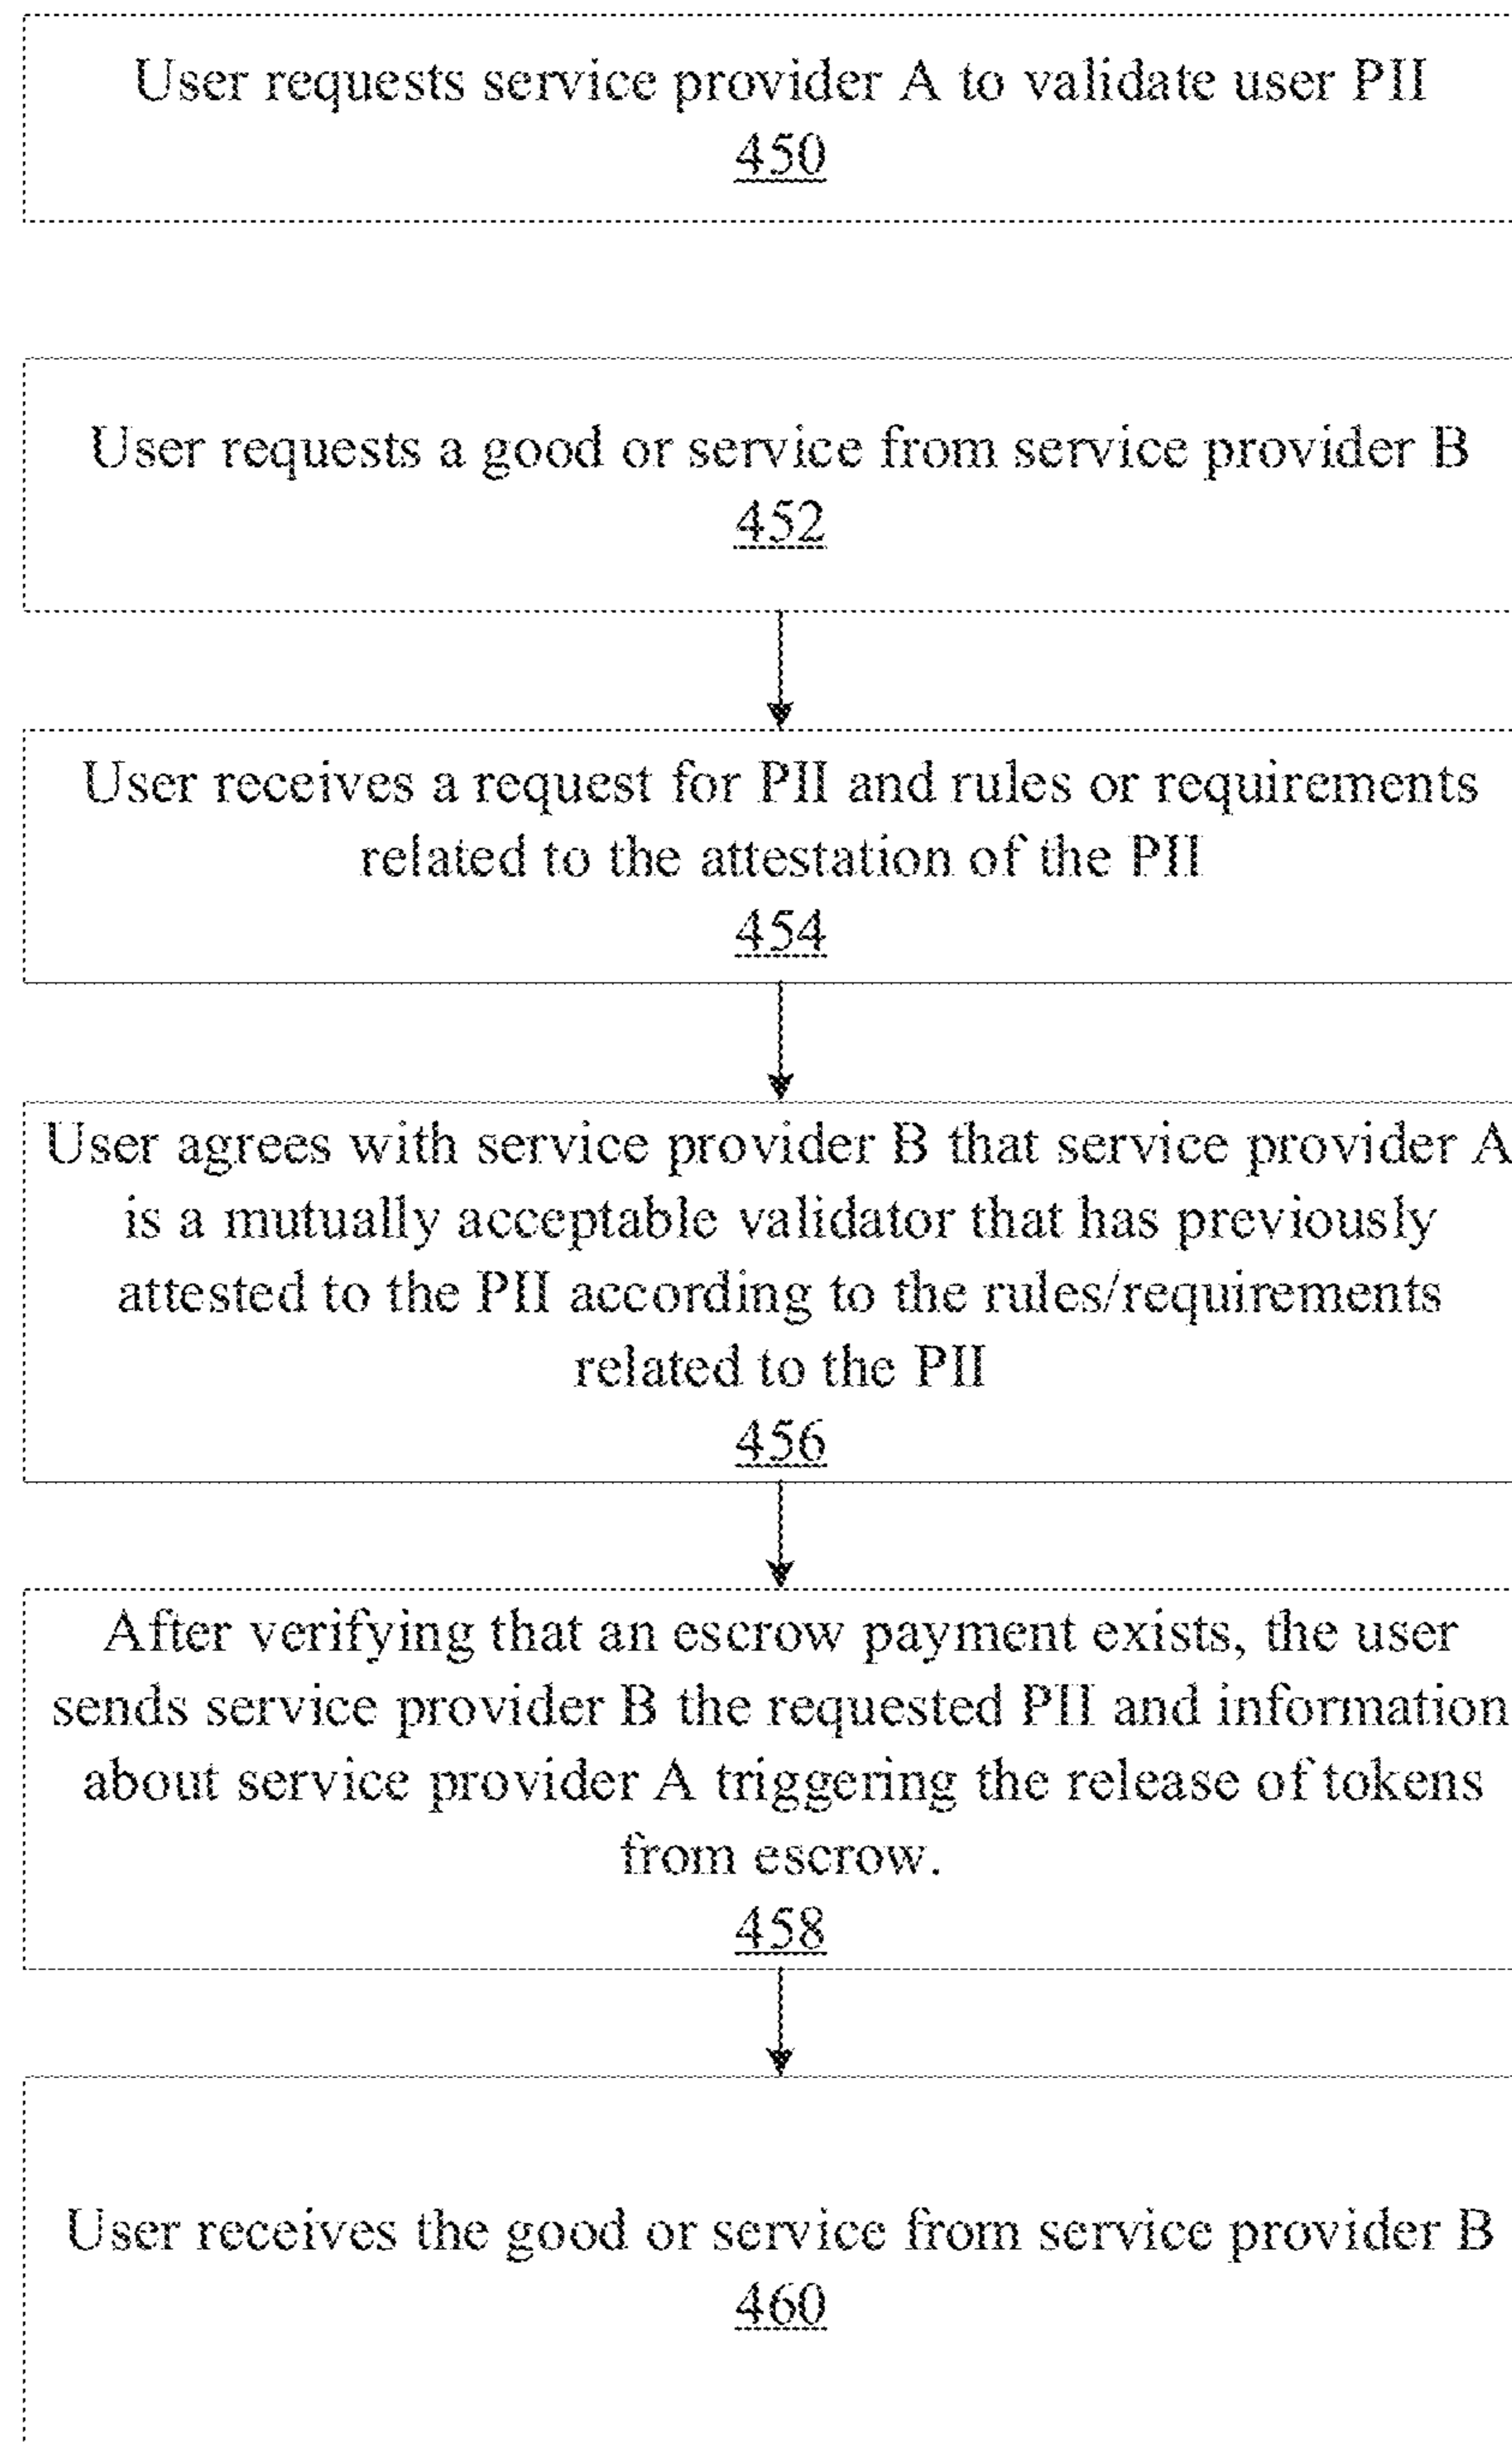 User requests service provider A to validate user PII
450
User requests a good or service from service provider B
452
User receives a request for PII and rules or requirements
related to the attestation of the PII
454
User agrees with service provider B that service provider A
is a mutually acceptable validator that has previously
attested to the PII according to the rules/requirements
related to the PII
456
After verifying that an escrow payment exists, the user
sends service provider B the requested PII and information
about service provider A triggering the release of tokens
from escrow.
458
User receives the good or service from service provider B
460